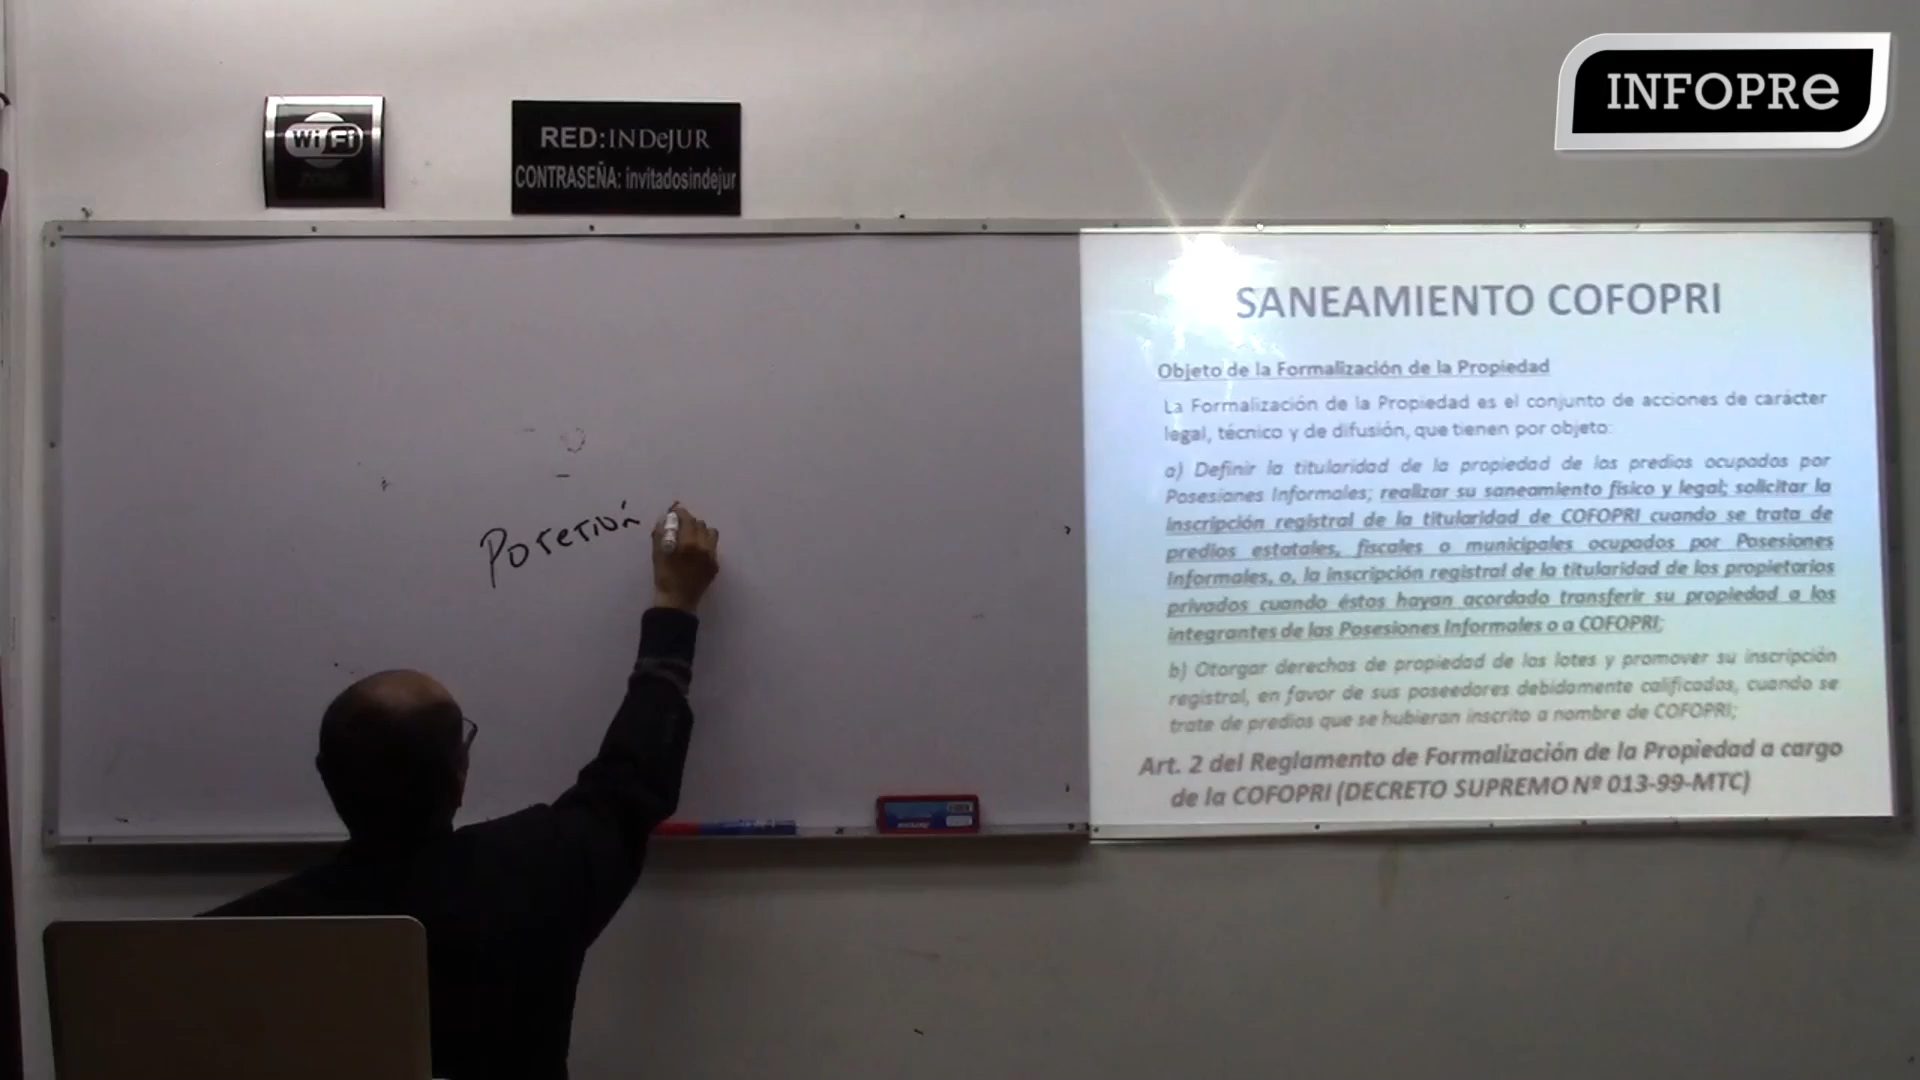 INFOPRe
Wi Fi
ZONE
RED:INDeJUR
CONTRASEÑA: invitadosindejur
Posesión
SANEAMIENTO COFOPRI
Objeto de la Formalización de la Propiedad
La Formalización de la Propiedad es el conjunto de acciones de carácter
legal, técnico y de difusión, que tienen por objeto:
a) Definir la titularidad de la propiedad de los predios ocupados por
Posesiones Informales; realizar su saneamiento físico y legal; solicitar la
inscripción registral de la titularidad de COFOPRI cuando se trata de
predios estatales, fiscales o municipales ocupados por Posesiones
Informales, o, la inscripción registral de la titularidad de los propietarios
privados cuando éstos hayan acordado transferir su propiedad a los
integrantes de las Posesiones Informales o a COFOPRI;
b) Otorgar derechos de propiedad de los lotes y promover su inscripción
registral, en favor de sus poseedores debidamente calificados, cuando se
trate de predios que se hubieran inscrito a nombre de COFOPRI;
Art. 2 del Reglamento de Formalización de la Propiedad a cargo
de la COFOPRI (DECRETO SUPREMO Nº 013-99-MTC)